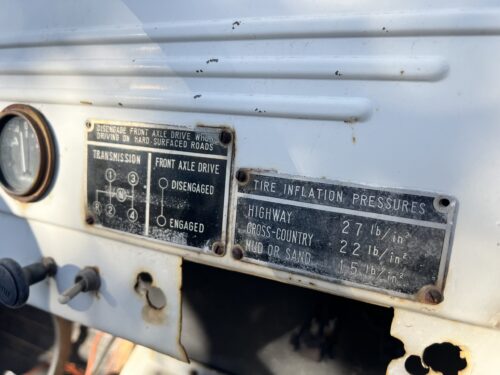 DISENGAGE FRONT AXLE DRIVE WHEN
DRIVING ON HARD-SURFACED ROADS
TRANSMISSION
FRONT AXLE DRIVE
1 3
N
R 2 4
DISENGAGED
ENGAGED
TIRE INFLATION PRESSURES
HIGHWAY 27 lb/in²
CROSS-COUNTRY 22 lb/in²
MUD OR SAND 15 lb/in²